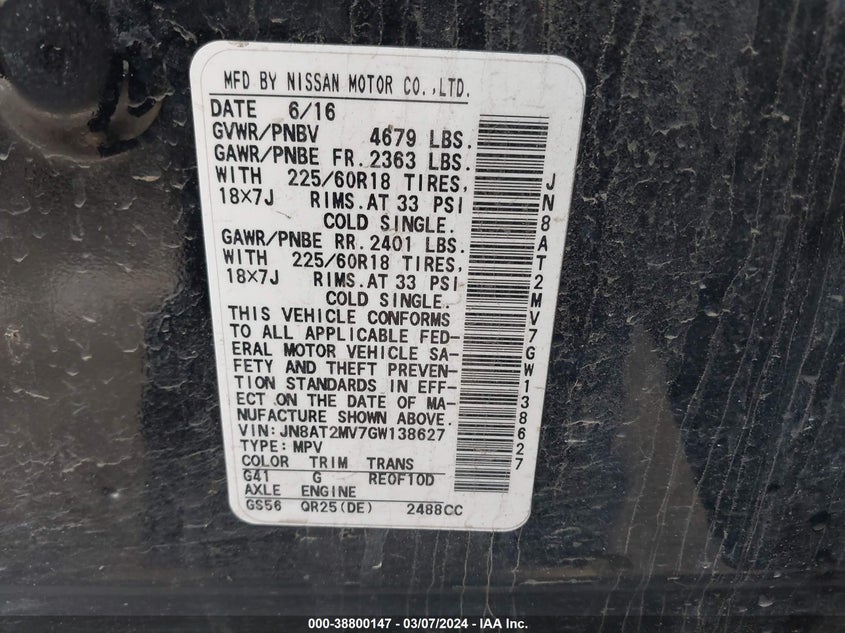 MFD BY NISSAN MOTOR CO.,LTD.
DATE 6/16
GVWR/PNBV 4679 LBS.
GAWR/PNBE FR. 2363 LBS.
WITH 225/60R18 TIRES,
18×7J RIMS.AT 33 PSI
COLD SINGLE.
GAWR/PNBE RR. 2401 LBS.
WITH 225/60R18 TIRES,
18×7J RIMS.AT 33 PSI
COLD SINGLE.
THIS VEHICLE CONFORMS
TO ALL APPLICABLE FED-
ERAL MOTOR VEHICLE SA-
FETY AND THEFT PREVEN-
TION STANDARDS IN EFF-
ECT ON THE DATE OF MA-
NUFACTURE SHOWN ABOVE.
VIN: JN8AT2MV7GW138627
TYPE: MPV
COLOR TRIM TRANS
G41 G RE0F10D
AXLE ENGINE
GS56 QR25(DE) 2488CC
JN8AT2MV7GW138627
000-38800147 - 03/07/2024 - IAA Inc.